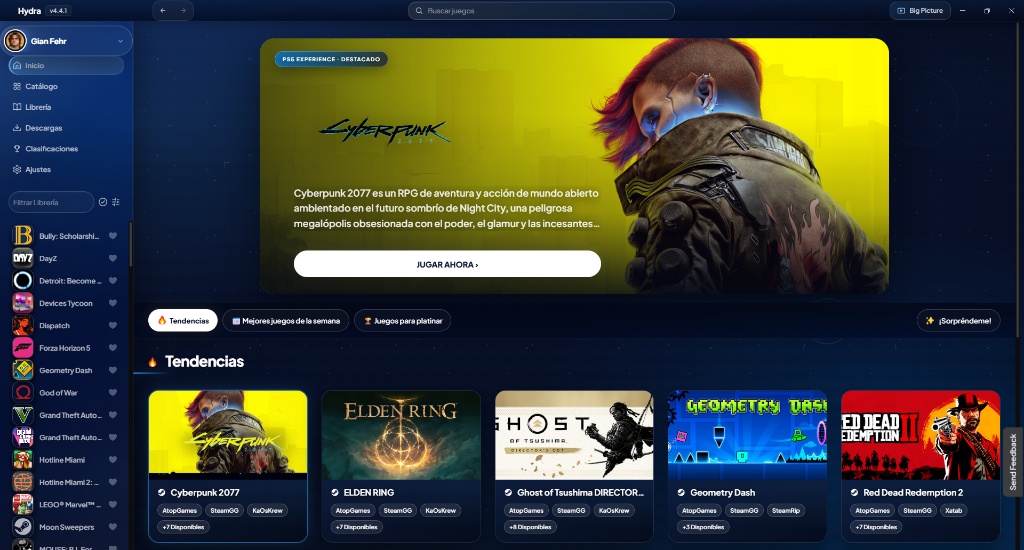 Hydra
v4.4.1
Buscar juegos
Big Picture
Gian Fehr
Inicio
Catálogo
Librería
Descargas
Clasificaciones
Ajustes
Filtrar Librería
Bully: Scholarshi...
DayZ
Detroit: Become ...
Devices Tycoon
Dispatch
Forza Horizon 5
Geometry Dash
God of War
Grand Theft Auto...
Grand Theft Auto...
Hotline Miami
Hotline Miami 2: ...
LEGO® Marvel™ ...
Moon Sweepers
MOUSE: P.I. For
PS5 EXPERIENCE · DESTACADO
Cyberpunk
2077
Cyberpunk 2077 es un RPG de aventura y acción de mundo abierto
ambientado en el futuro sombrío de Night City, una peligrosa
megalópolis obsesionada con el poder, el glamur y las incesantes...
JUGAR AHORA ›
Tendencias
Mejores juegos de la semana
Juegos para platinar
¡Sorpréndeme!
Tendencias
Cyberpunk
ELDEN RING
GHOST
OF TSUSHIMA
DIRECTOR'S CUT
GEOMETRY DASH
RED DEAD
REDEMPTION II
Cyberpunk 2077
AtopGames
SteamGG
KaOsKrew
+7 Disponibles
ELDEN RING
AtopGames
SteamGG
KaOsKrew
+7 Disponibles
Ghost of Tsushima DIRECTOR...
AtopGames
SteamGG
KaOsKrew
+8 Disponibles
Geometry Dash
AtopGames
SteamGG
SteamRip
+3 Disponibles
Red Dead Redemption 2
AtopGames
SteamGG
Xatab
+7 Disponibles
Send Feedback